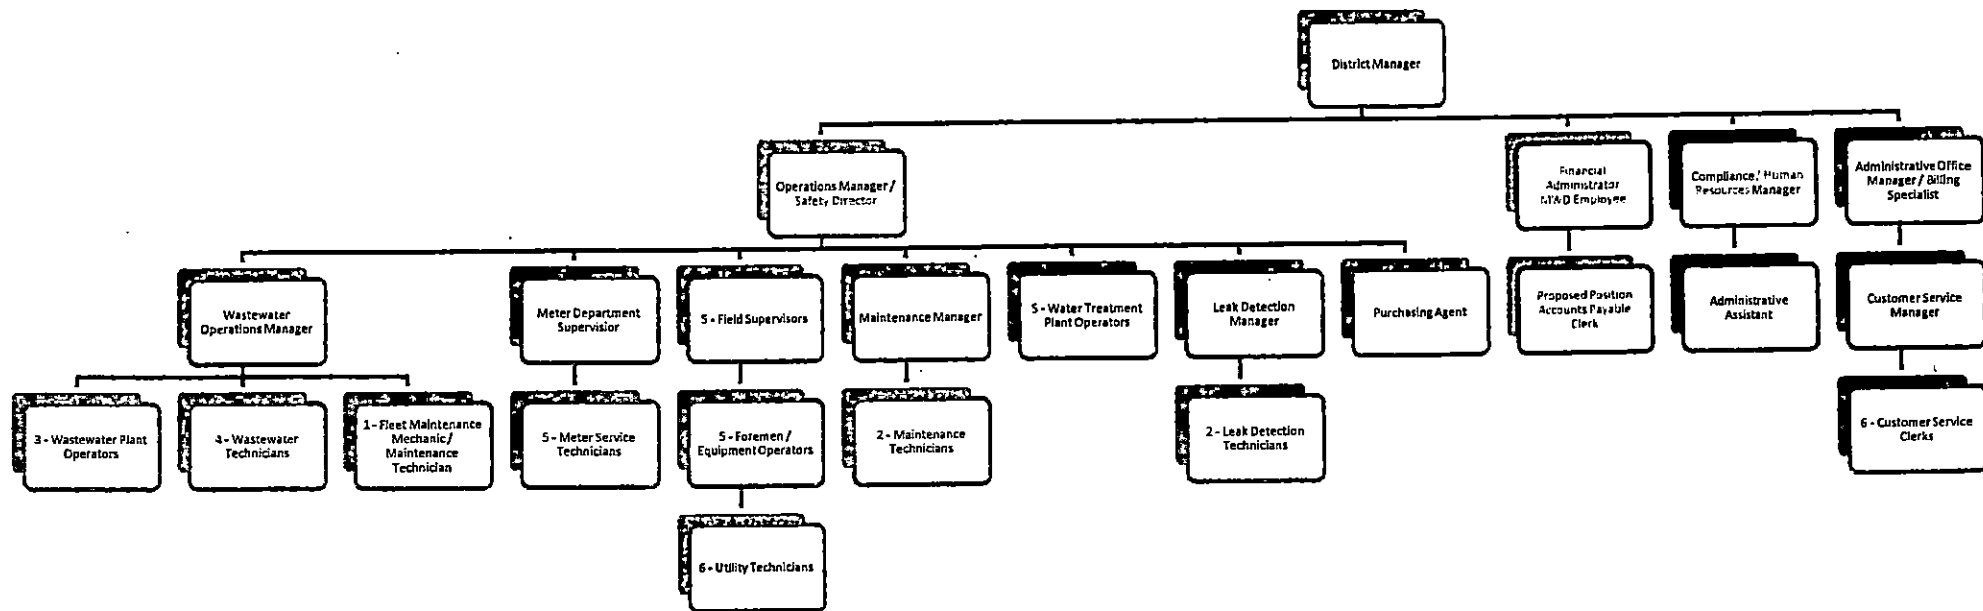 District Manager
Operations Manager /
Safety Director
Financial
Administrator
Employee
Compliance / Human
Resources Manager
Administrative Office
Manager / Billing
Specialist
Wastewater
Operations Manager
Meter Department
Supervisior
5 - Field Supervisors
Maintenance Manager
5 - Water Treatment
Plant Operators
Leak Detection
Manager
Purchasing Agent
Proposed Position
Accounts Payable
Clerk
Administrative
Assistant
Customer Service
Manager
3 - Wastewater Plant
Operators
4 - Wastewater
Technicians
1 - Fleet Maintenance
Mechanic /
Maintenance
Technician
5 - Meter Service
Technicians
5 - Foremen /
Equipment Operators
2 - Maintenance
Technicians
2 - Leak Detection
Technicians
6 - Customer Service
Clerks
6 - Utility Technicians